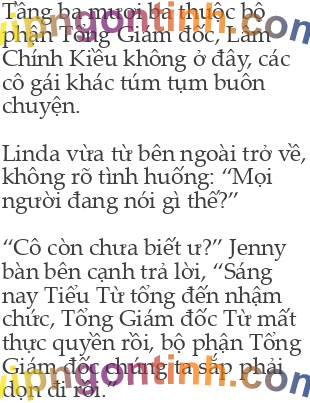 Tầng ba mươi ba thuộc bộ
phận Tổng Giám đốc, Lâm
Chính Kiều không ở đây, các
cô gái khác túm tụm buôn
chuyện.
Linda vừa từ bên ngoài trở về,
không rõ tình huống: “Mọi
người đang nói gì thế?”
“Cô còn chưa biết ư?” Jenny
bàn bên cạnh trả lời, “Sáng
nay Tiểu Từ tổng đến nhậm
chức, Tổng Giám đốc Từ mất
thực quyền rồi, bộ phận Tổng
Giám đốc chúng ta sắp phải
dọn đi rồi.
vipngontinh.com
vipngontinh.com